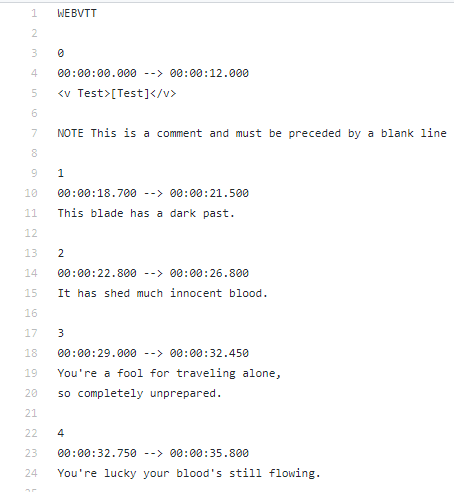 1 WEBVTT
2
3 0
4 00:00:00.000 --> 00:00:12.000
5 <v Test>[Test]</v>
6
7 NOTE This is a comment and must be preceded by a blank line
8
9 1
10 00:00:18.700 --> 00:00:21.500
11 This blade has a dark past.
12
13 2
14 00:00:22.800 --> 00:00:26.800
15 It has shed much innocent blood.
16
17 3
18 00:00:29.000 --> 00:00:32.450
19 You're a fool for traveling alone,
20 so completely unprepared.
21
22 4
23 00:00:32.750 --> 00:00:35.800
24 You're lucky your blood's still flowing.